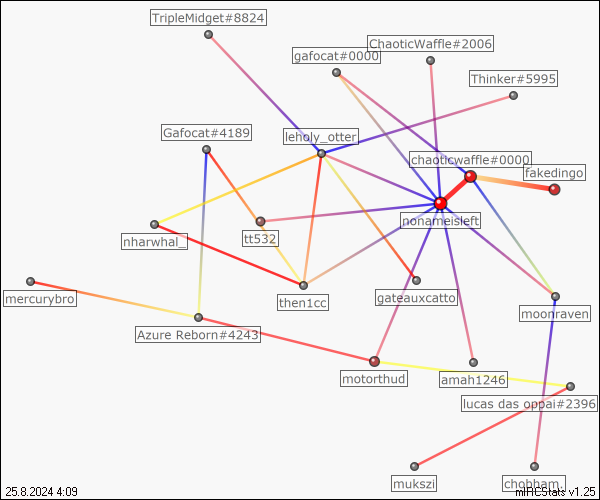 TripleMidget#8824
ChaoticWaffle#2006
gafocat#0000
Thinker#5995
Gafocat#4189
leholy_otter
chaoticwaffle#0000
fakedingo
nonameisleft
nharwhal_
tt532
mercurybro
then1cc
gateauxcatto
moonraven
Azure Reborn#4243
motorthud
amah1246
lucas das oppai#2396
mukszi
chobham.
25.8.2024 4:09
mIRCStats v1.25